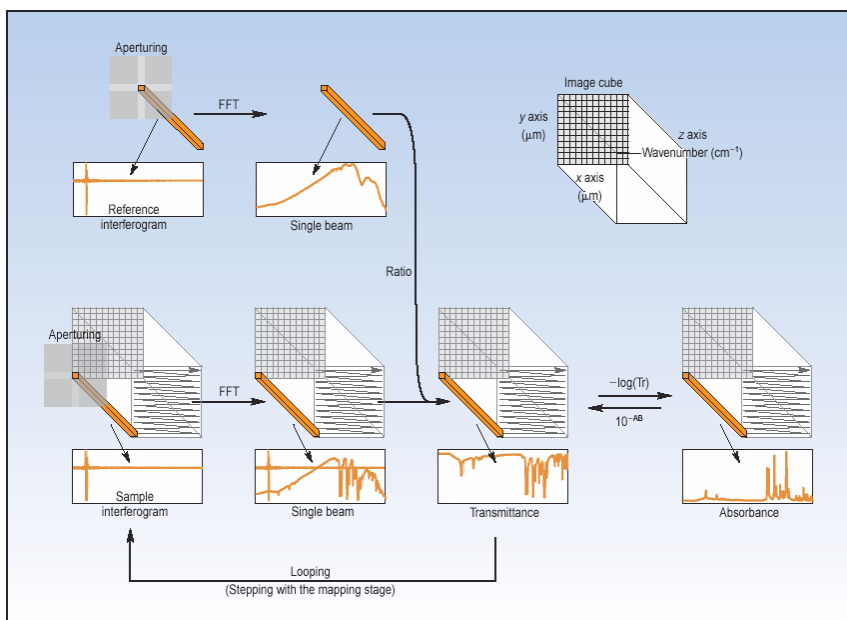 Aperturing
FFT
Reference
interferogram
Single beam
Image cube
y axis
(μm)
z axis
Wavenumber (cm⁻¹)
x axis
(μm)
Ratio
Aperturing
FFT
−log(Tr)
10⁻ᴬᴮ
Sample
interferogram
Single beam
Transmittance
Absorbance
Looping
(Stepping with the mapping stage)